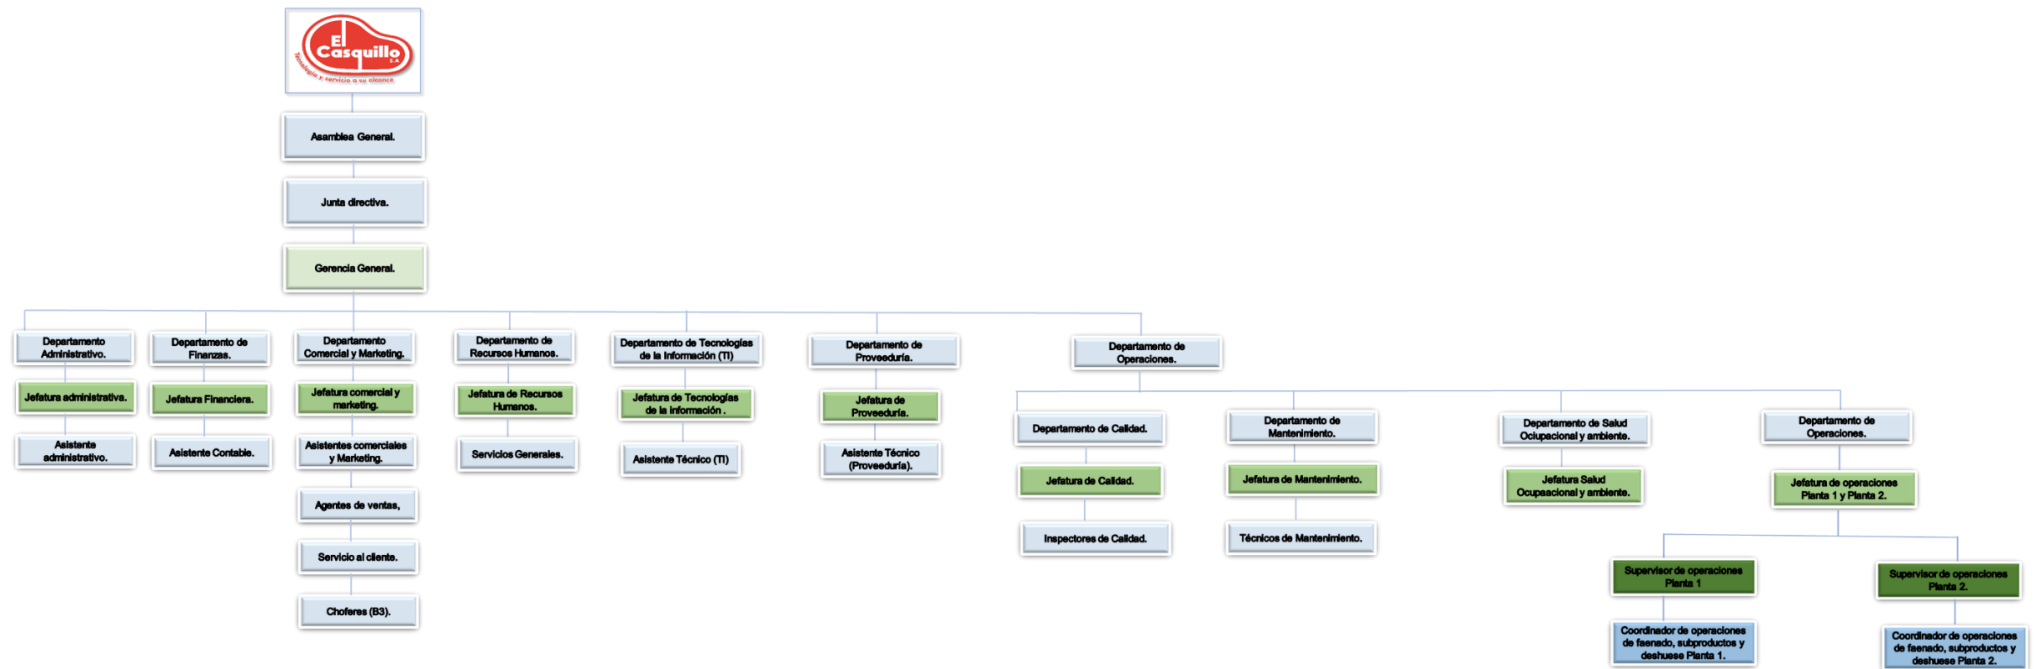 El
Casquillo
S.A
Tecnología y servicio a su alcance
Asamblea General.
Junta directiva.
Gerencia General.
Departamento
Administrativo.
Jefatura administrativa.
Asistente
administrativo.
Departamento de
Finanzas.
Jefatura Financiera.
Asistente Contable.
Departamento
Comercial y Marketing.
Jefatura comercial y
marketing.
Asistentes comerciales
y Marketing.
Agentes de ventas,
Servicio al cliente.
Choferes (B3).
Departamento de
Recursos Humanos.
Jefatura de Recursos
Humanos.
Servicios Generales.
Departamento de Tecnologías
de la Información (TI)
Jefatura de Tecnologías
de la información .
Asistente Técnico (TI)
Departamento de
Proveeduría.
Jefatura de
Proveeduría.
Asistente Técnico
(Proveeduría).
Departamento de
Operaciones.
Departamento de Calidad.
Jefatura de Calidad.
Inspectores de Calidad.
Departamento de
Mantenimiento.
Jefatura de Mantenimiento.
Técnicos de Mantenimiento.
Departamento de Salud
Ociupacional y ambiente.
Jefatura Salud
Ocupaacional y ambiente.
Departamento de
Operaciones.
Jefatura de operaciones
Planta 1 y Planta 2.
Supervisor de operaciones
Planta 1
Coordinador de operaciones
de faenado, subproductos y
deshuese Planta 1.
Supervisor de operaciones
Planta 2.
Coordinador de operaciones
de faenado, subproductos y
deshuese Planta 2.